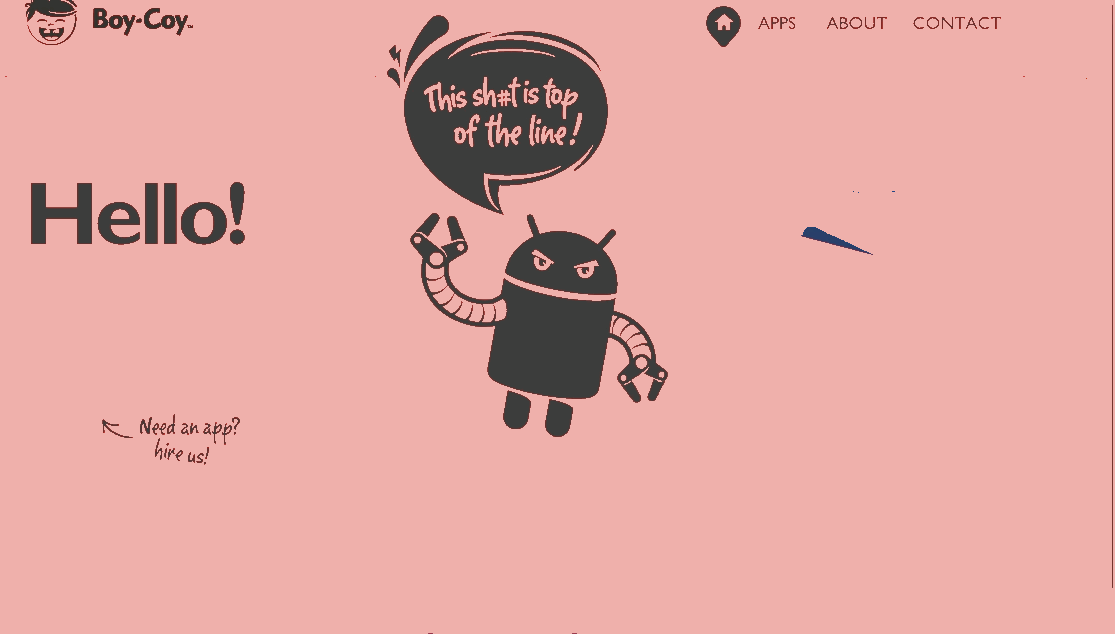 Boy-Coy™
APPS ABOUT CONTACT
This sh#t is top
of the line!
Hello!
Need an app?
hire us!